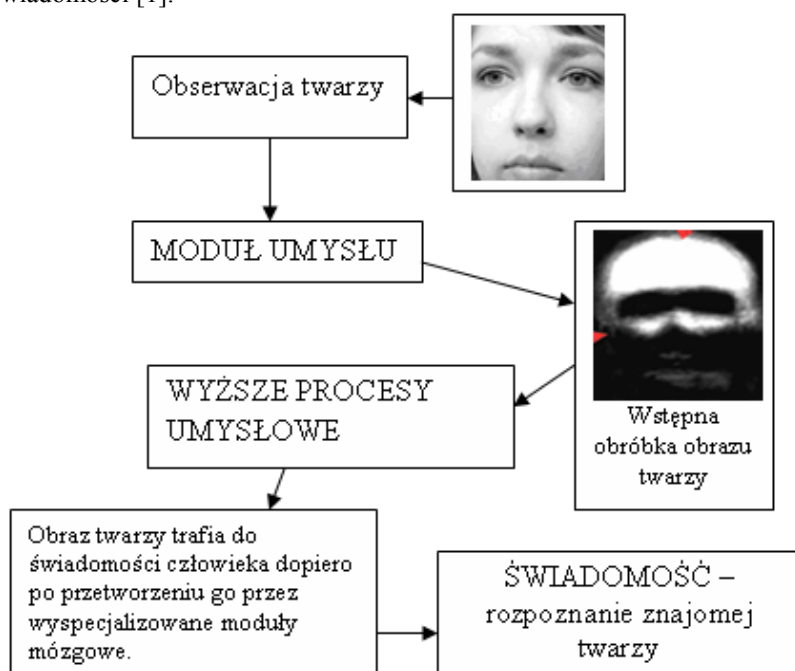 świadomości [1].
Obserwacja twarzy
MODUŁ UMYSŁU
Wstępna
obróbka obrazu
twarzy
WYŻSZE PROCESY
UMYSŁOWE
Obraz twarzy trafia do
świadomości człowieka dopiero
po przetworzeniu go przez
wyspecjalizowane moduły
mózgowe.
ŚWIADOMOŚĆ –
rozpoznanie znajomej
twarzy